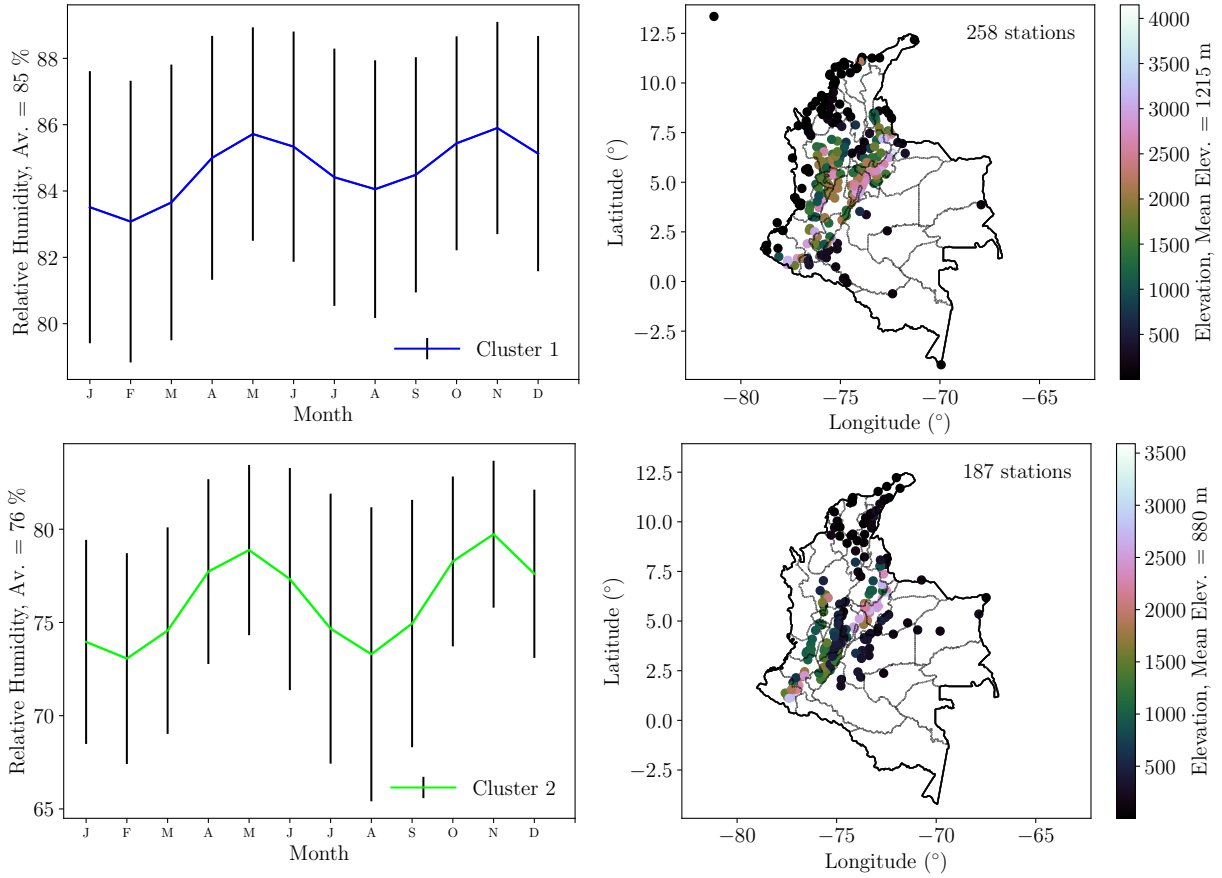 88
86
84
82
80
Relative Humidity, Av. = 85 %
Cluster 1
J F M A M J J A S O N D
Month
258 stations
12.5
10.0
7.5
5.0
2.5
0.0
−2.5
Latitude (°)
−80 −75 −70 −65
Longitude (°)
4000
3500
3000
2500
2000
1500
1000
500
Elevation, Mean Elev. = 1215 m
80
75
70
65
Relative Humidity, Av. = 76 %
Cluster 2
J F M A M J J A S O N D
Month
187 stations
12.5
10.0
7.5
5.0
2.5
0.0
−2.5
Latitude (°)
−80 −75 −70 −65
Longitude (°)
3500
3000
2500
2000
1500
1000
500
Elevation, Mean Elev. = 880 m